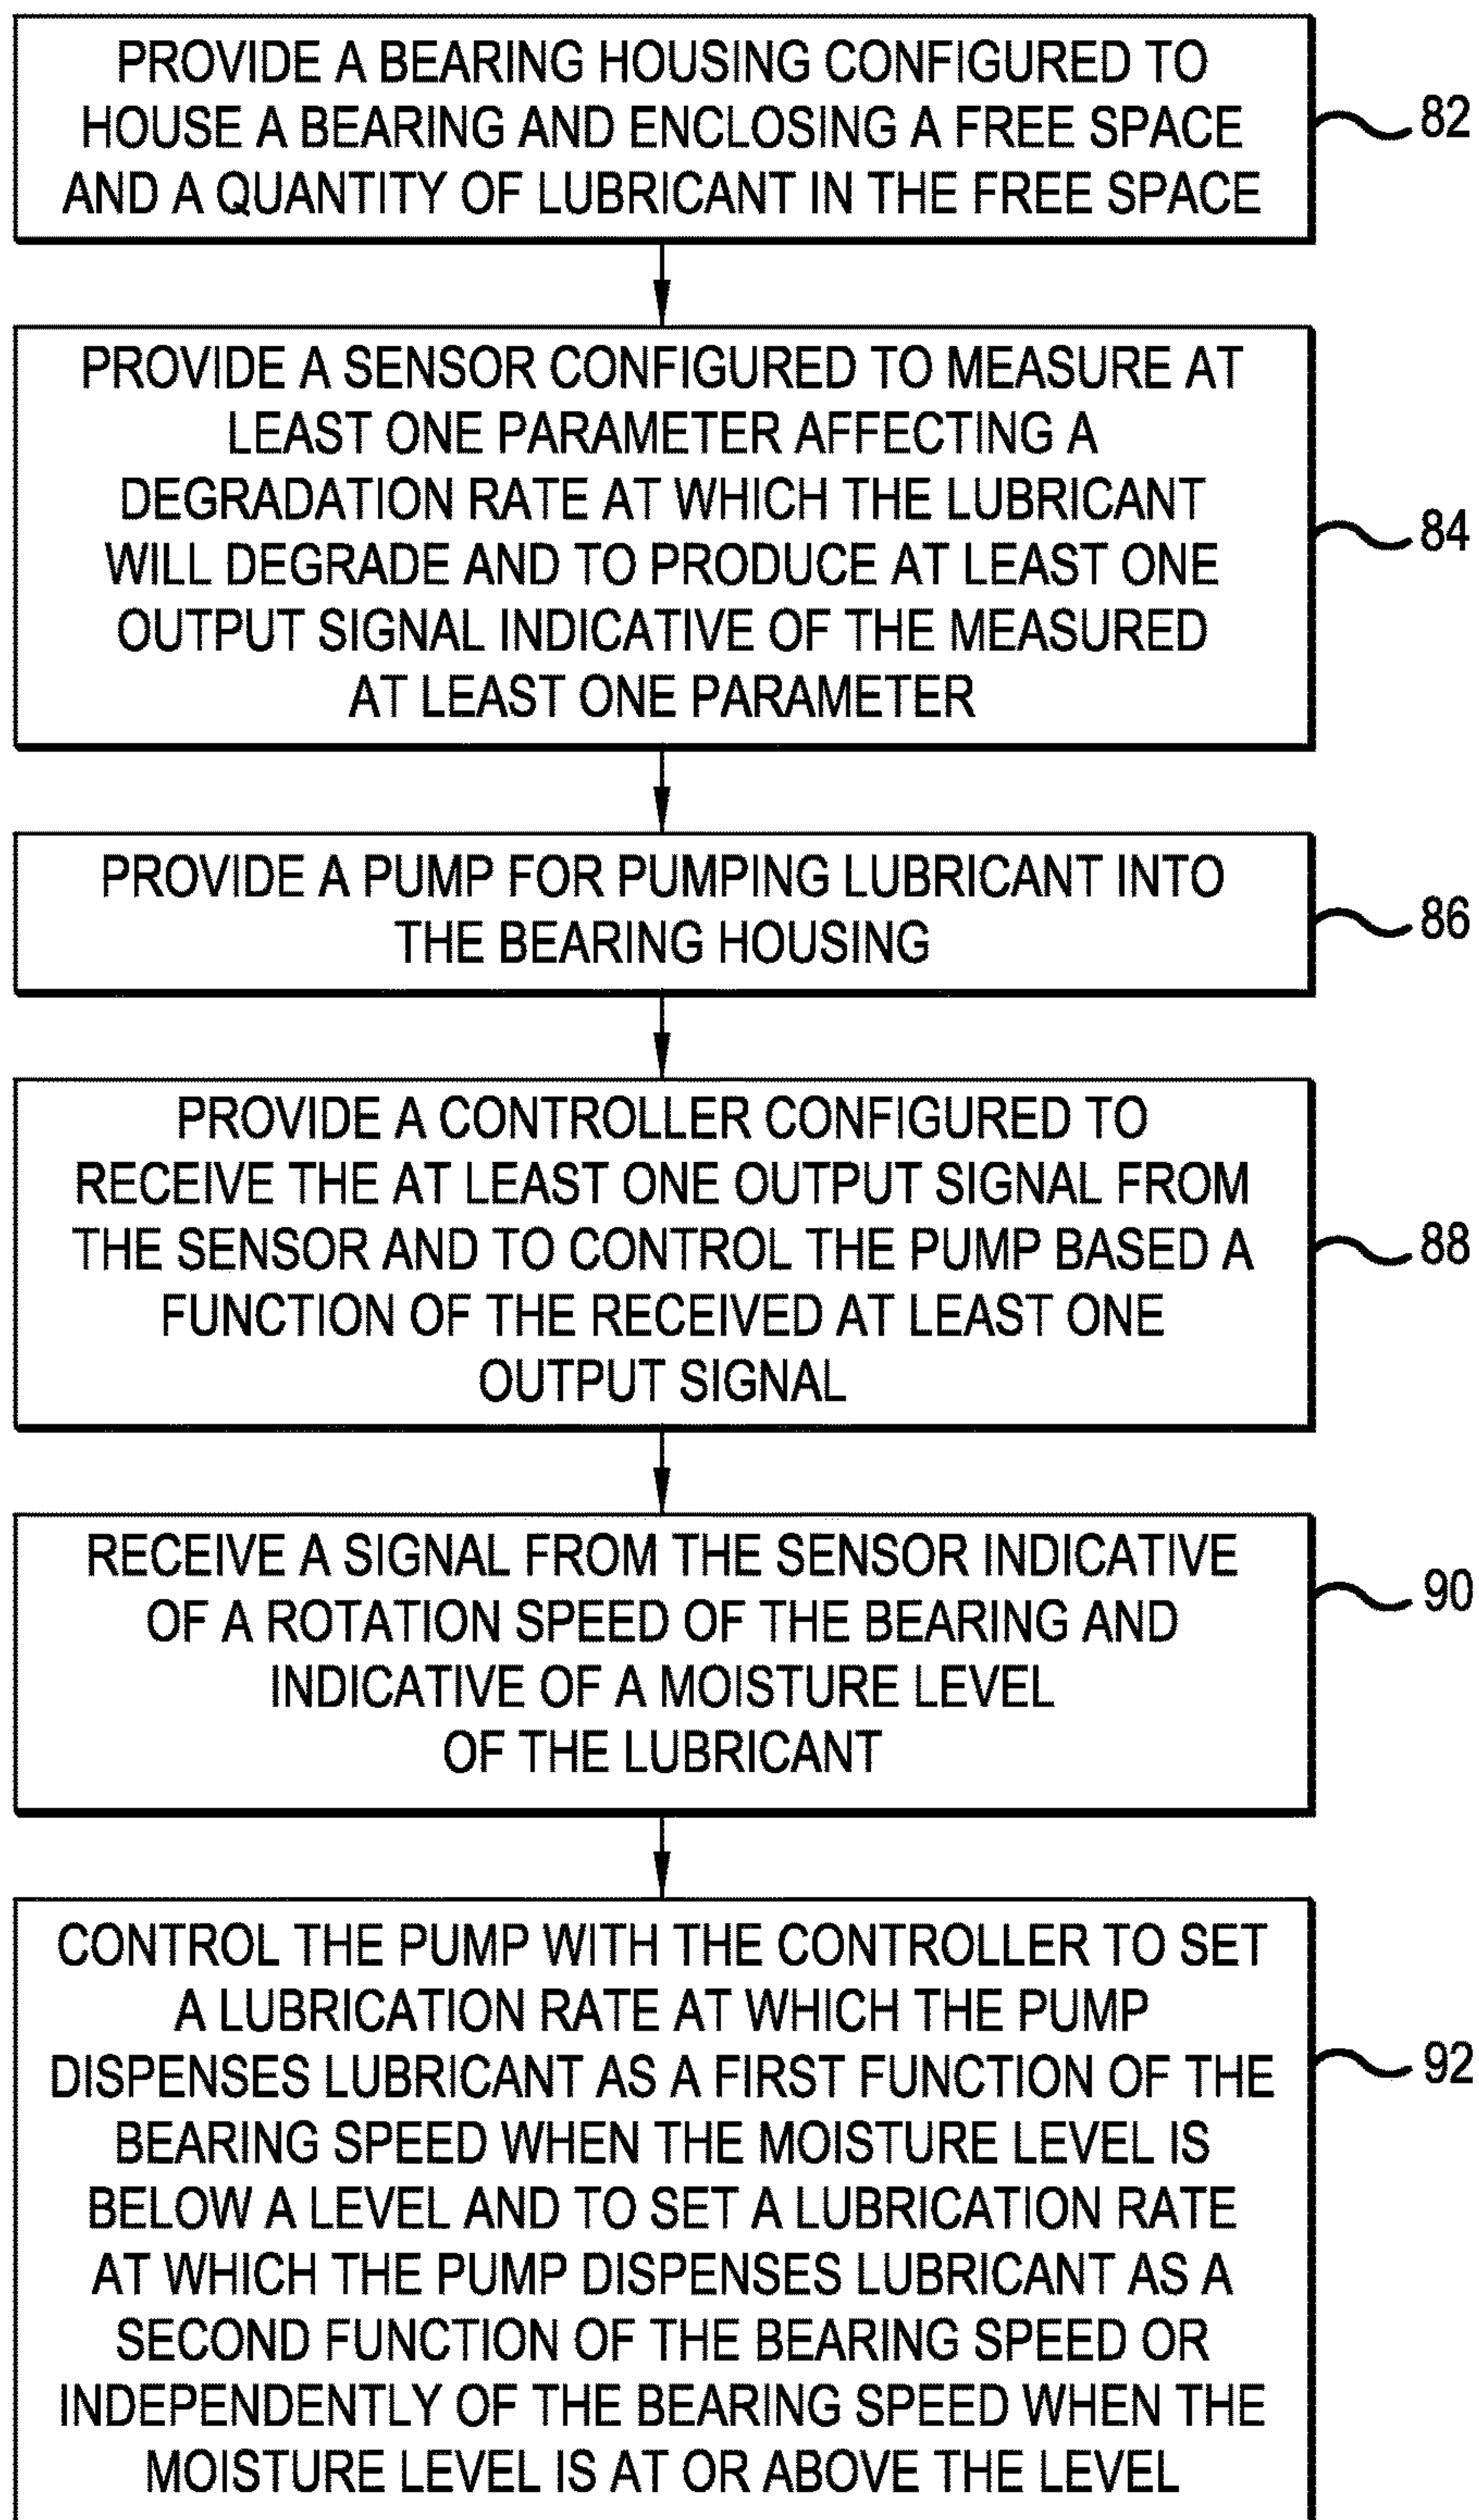 PROVIDE A BEARING HOUSING CONFIGURED TO
HOUSE A BEARING AND ENCLOSING A FREE SPACE
AND A QUANTITY OF LUBRICANT IN THE FREE SPACE
82
PROVIDE A SENSOR CONFIGURED TO MEASURE AT
LEAST ONE PARAMETER AFFECTING A
DEGRADATION RATE AT WHICH THE LUBRICANT
WILL DEGRADE AND TO PRODUCE AT LEAST ONE
OUTPUT SIGNAL INDICATIVE OF THE MEASURED
AT LEAST ONE PARAMETER
84
PROVIDE A PUMP FOR PUMPING LUBRICANT INTO
THE BEARING HOUSING
86
PROVIDE A CONTROLLER CONFIGURED TO
RECEIVE THE AT LEAST ONE OUTPUT SIGNAL FROM
THE SENSOR AND TO CONTROL THE PUMP BASED A
FUNCTION OF THE RECEIVED AT LEAST ONE
OUTPUT SIGNAL
88
RECEIVE A SIGNAL FROM THE SENSOR INDICATIVE
OF A ROTATION SPEED OF THE BEARING AND
INDICATIVE OF A MOISTURE LEVEL
OF THE LUBRICANT
90
CONTROL THE PUMP WITH THE CONTROLLER TO SET
A LUBRICATION RATE AT WHICH THE PUMP
DISPENSES LUBRICANT AS A FIRST FUNCTION OF THE
BEARING SPEED WHEN THE MOISTURE LEVEL IS
BELOW A LEVEL AND TO SET A LUBRICATION RATE
AT WHICH THE PUMP DISPENSES LUBRICANT AS A
SECOND FUNCTION OF THE BEARING SPEED OR
INDEPENDENTLY OF THE BEARING SPEED WHEN THE
MOISTURE LEVEL IS AT OR ABOVE THE LEVEL
92